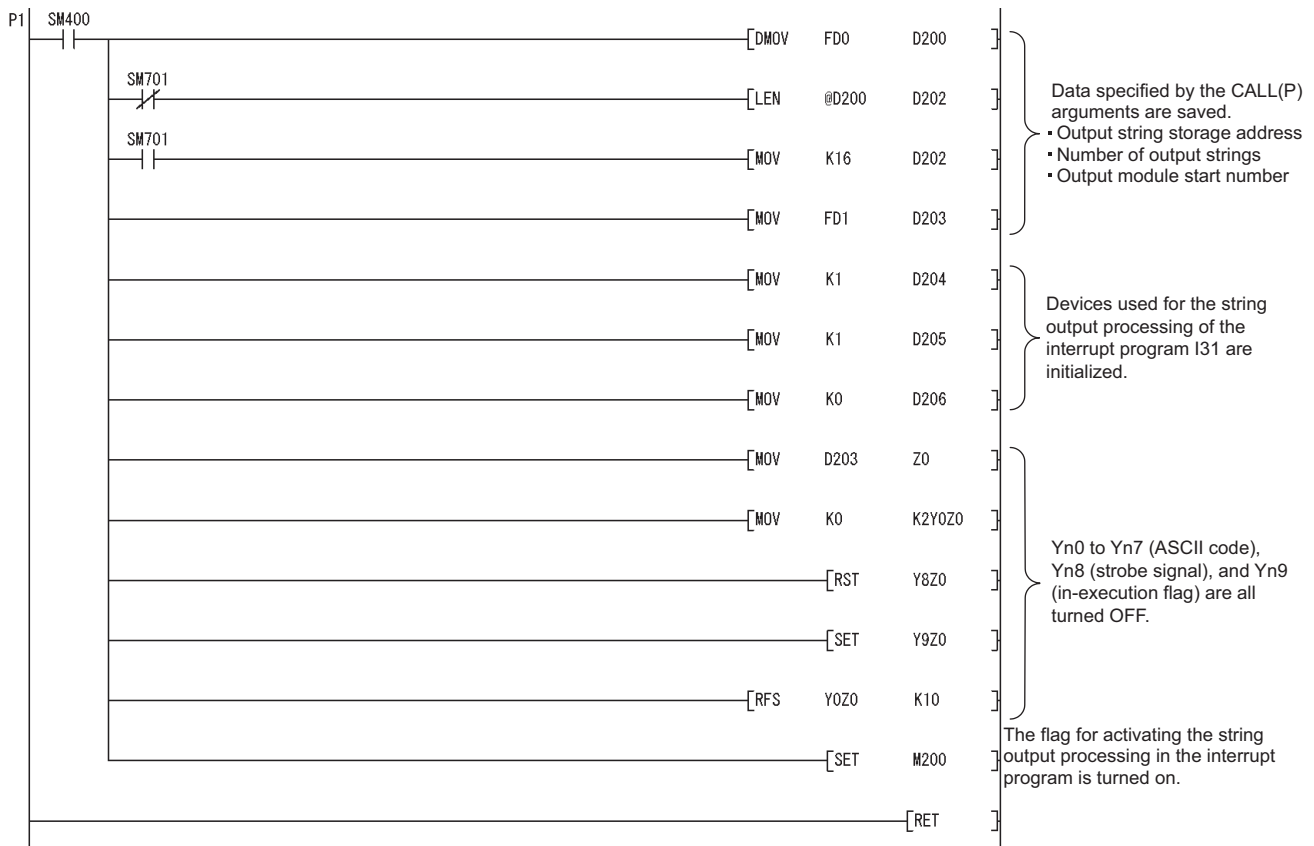 P1 SM400
[DMOV FD0 D200 ]
SM701
[LEN @D200 D202 ]
SM701
[MOV K16 D202 ]
[MOV FD1 D203 ]
Data specified by the CALL(P)
arguments are saved.
▪ Output string storage address
▪ Number of output strings
▪ Output module start number
[MOV K1 D204 ]
[MOV K1 D205 ]
[MOV K0 D206 ]
Devices used for the string
output processing of the
interrupt program I31 are
initialized.
[MOV D203 Z0 ]
[MOV K0 K2Y0Z0 ]
[RST Y8Z0 ]
[SET Y9Z0 ]
[RFS Y0Z0 K10 ]
Yn0 to Yn7 (ASCII code),
Yn8 (strobe signal), and Yn9
(in-execution flag) are all
turned OFF.
[SET M200 ]
The flag for activating the string
output processing in the interrupt
program is turned on.
[RET ]